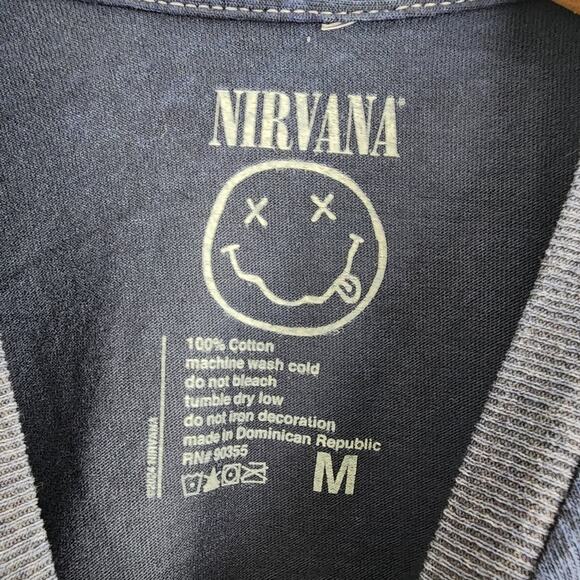 NIRVANA®
100% Cotton
machine wash cold
do not bleach
tumble dry low
do not iron decoration
made in Dominican Republic
RN# 90355
M
NIRVANA